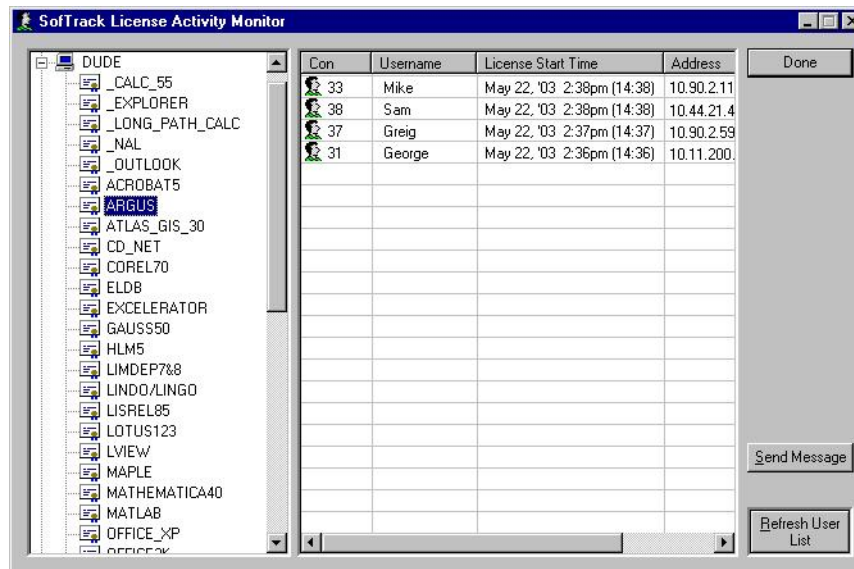 SofTrack License Activity Monitor
DUDE
_CALC_55
_EXPLORER
_LONG_PATH_CALC
_NAL
_OUTLOOK
ACROBAT5
ARGUS
ATLAS_GIS_30
CD_NET
COREL70
ELDB
EXCELERATOR
GAUSS50
HLM5
LIMDEP7&8
LINDO/LINGO
LISREL85
LOTUS123
LVIEW
MAPLE
MATHEMATICA40
MATLAB
OFFICE_XP
Con Username License Start Time Address
33 Mike May 22, '03 2:38pm (14:38) 10.90.2.11
38 Sam May 22, '03 2:38pm (14:38) 10.44.21.4
37 Greig May 22, '03 2:37pm (14:37) 10.90.2.59
31 George May 22, '03 2:36pm (14:36) 10.11.200.
Done
Send Message
Refresh User
List